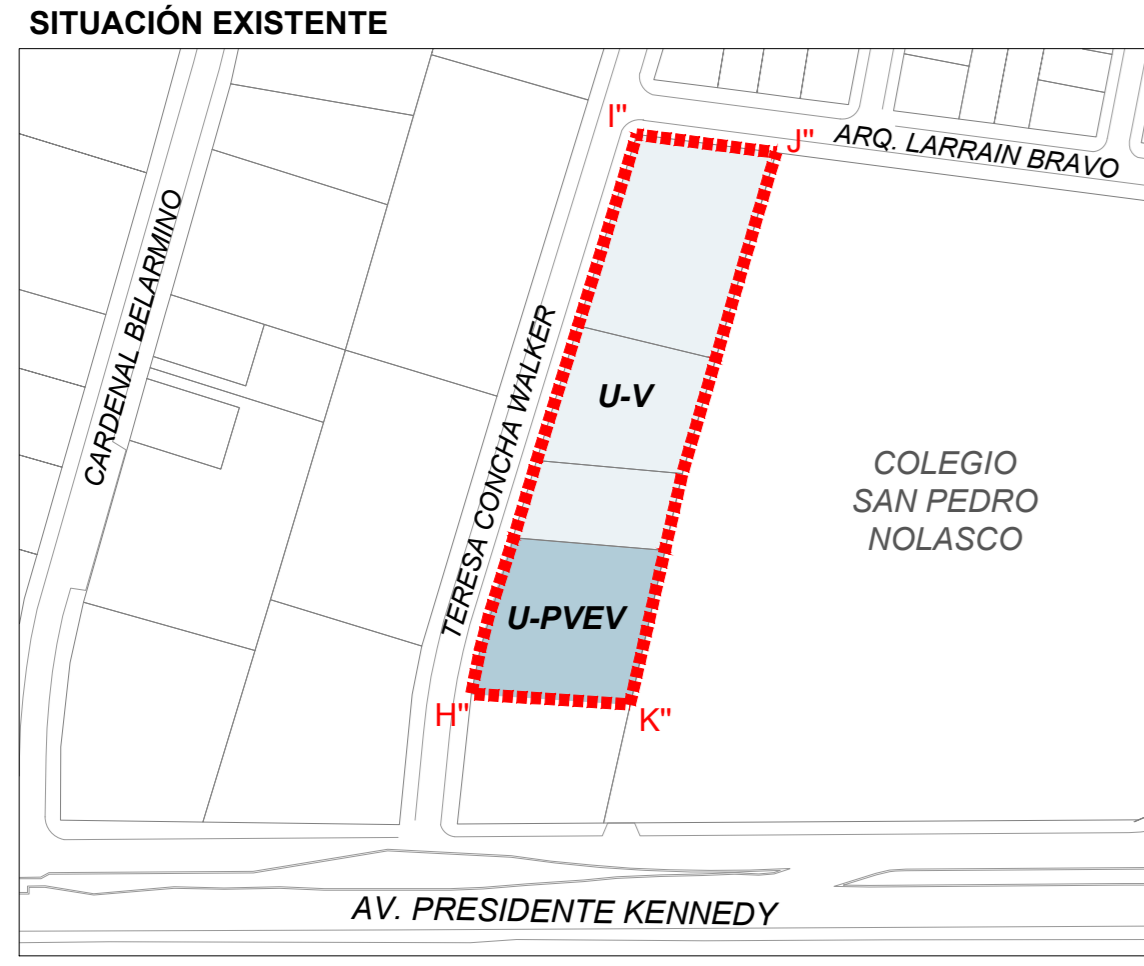 SITUACIÓN EXISTENTE
I"
J"
ARQ. LARRAIN BRAVO
CARDENAL BELARMINO
TERESA CONCHA WALKER
U-V
COLEGIO
SAN PEDRO
NOLASCO
U-PVEV
H"
K"
AV. PRESIDENTE KENNEDY